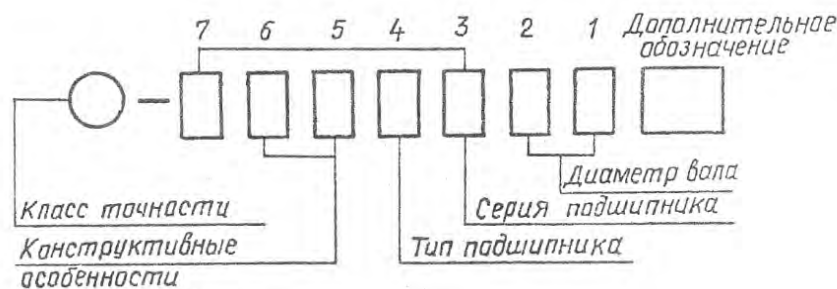 7 6 5 4 3 2 1 Дополнительное
обозначение
Диаметр вала
Класс точности
Серия подшипника
Конструктивные
особенности
Тип подшипника